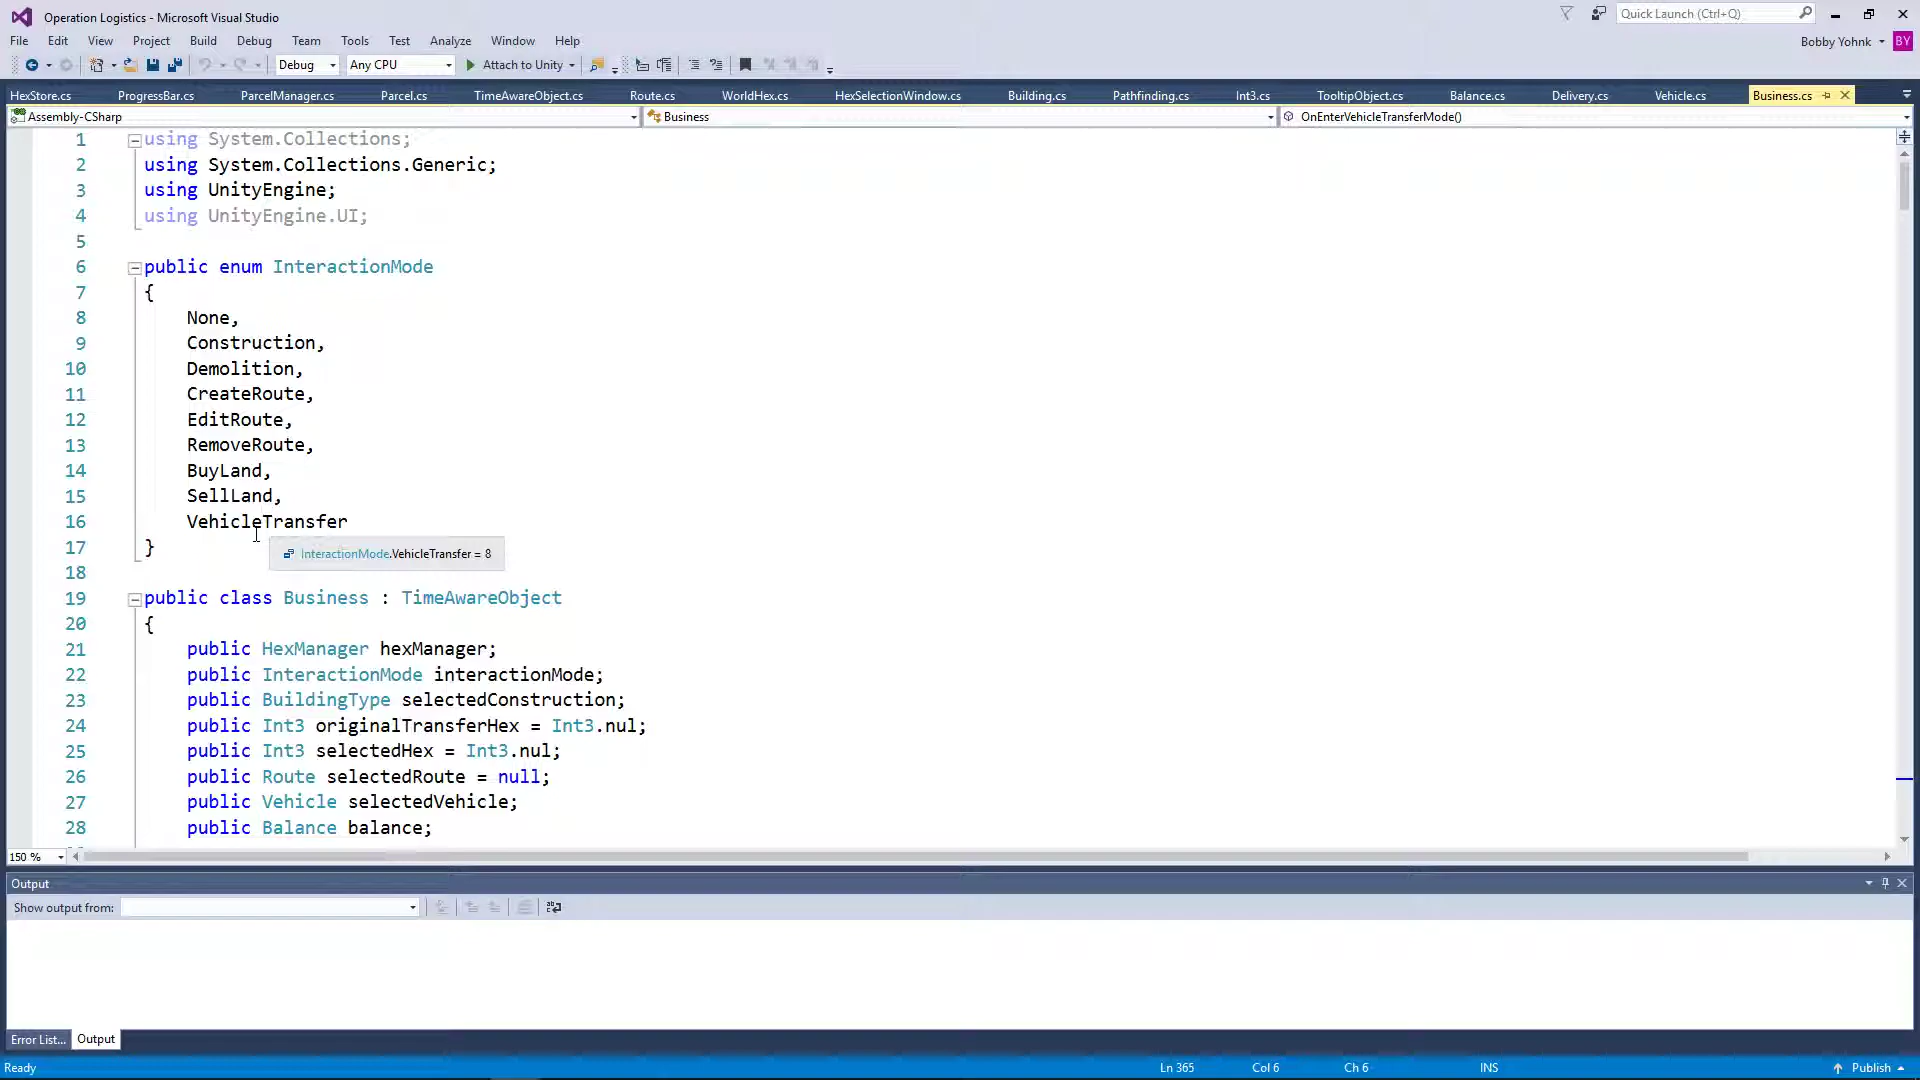 Operation Logistics - Microsoft Visual Studio
Quick Launch (Ctrl+Q)
File Edit View Project Build Debug Team Tools Test Analyze Window Help
Bobby Yohnk BY
Debug Any CPU Attach to Unity
HexStore.cs ProgressBar.cs ParcelManager.cs Parcel.cs TimeAwareObject.cs Route.cs WorldHex.cs HexSelectionWindow.cs Building.cs Pathfinding.cs Int3.cs TooltipObject.cs Balance.cs Delivery.cs Vehicle.cs Business.cs
Assembly-CSharp Business OnEnterVehicleTransferMode()
1 using System.Collections;
2 using System.Collections.Generic;
3 using UnityEngine;
4 using UnityEngine.UI;
5
6 public enum InteractionMode
7 {
8 None,
9 Construction,
10 Demolition,
11 CreateRoute,
12 EditRoute,
13 RemoveRoute,
14 BuyLand,
15 SellLand,
16 VehicleTransfer
17 }
InteractionMode.VehicleTransfer = 8
18
19 public class Business : TimeAwareObject
20 {
21 public HexManager hexManager;
22 public InteractionMode interactionMode;
23 public BuildingType selectedConstruction;
24 public Int3 originalTransferHex = Int3.nul;
25 public Int3 selectedHex = Int3.nul;
26 public Route selectedRoute = null;
27 public Vehicle selectedVehicle;
28 public Balance balance;
150 %
Output
Show output from:
Error List... Output
Ready Ln 365 Col 6 Ch 6 INS Publish